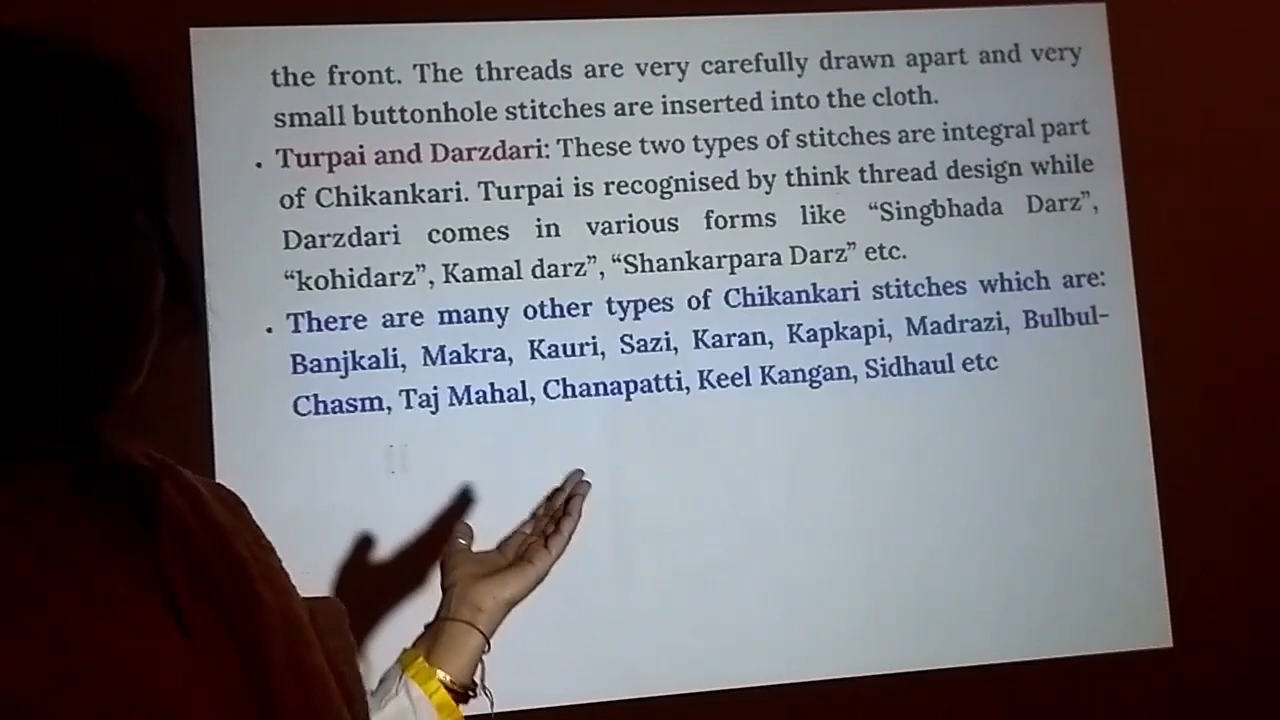 the front. The threads are very carefully drawn apart and very
small buttonhole stitches are inserted into the cloth.
• Turpai and Darzdari: These two types of stitches are integral part
of Chikankari. Turpai is recognised by think thread design while
Darzdari comes in various forms like “Singbhada Darz”,
“kohidarz”, Kamal darz”, “Shankarpara Darz” etc.
• There are many other types of Chikankari stitches which are:
Banjkali, Makra, Kauri, Sazi, Karan, Kapkapi, Madrazi, Bulbul-
Chasm, Taj Mahal, Chanapatti, Keel Kangan, Sidhaul etc